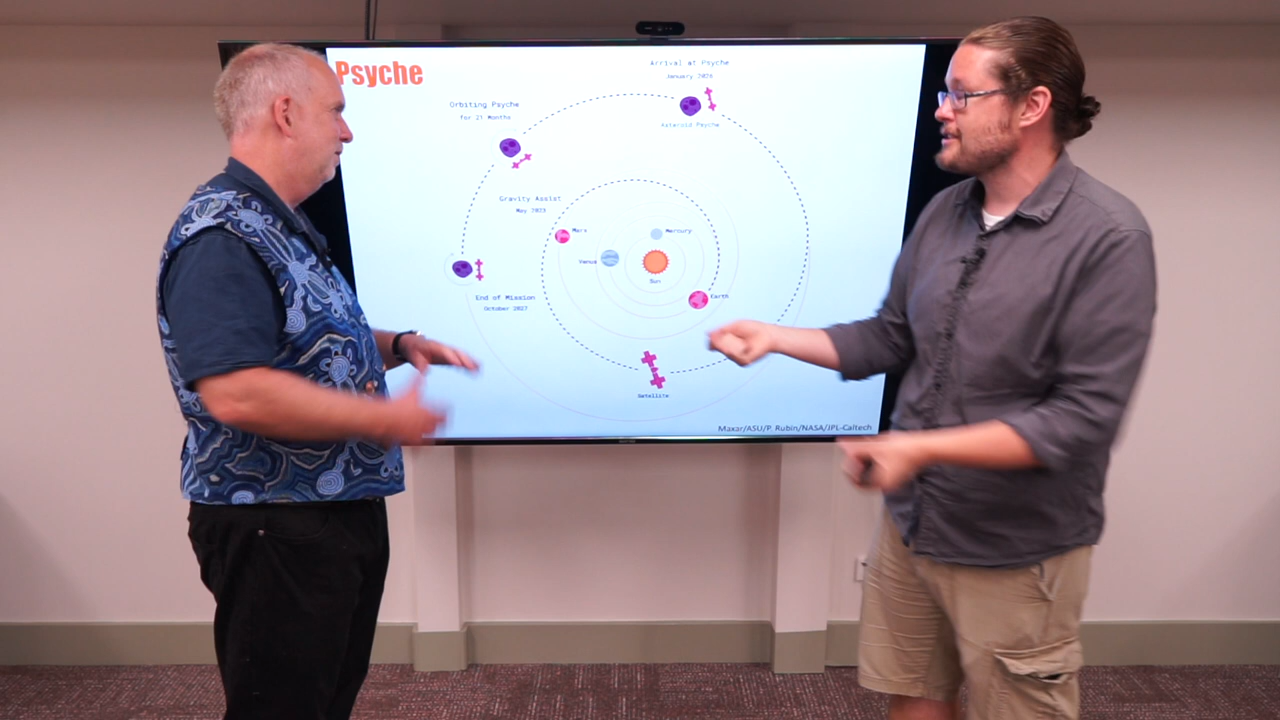 Psyche
Arrival at Psyche
January 2026
Asteroid Psyche
Orbiting Psyche
for 21 Months
Gravity Assist
May 2023
Mars
Mercury
Venus
Sun
Earth
End of Mission
October 2027
Satellite
Maxar/ASU/P. Rubin/NASA/JPL-Caltech